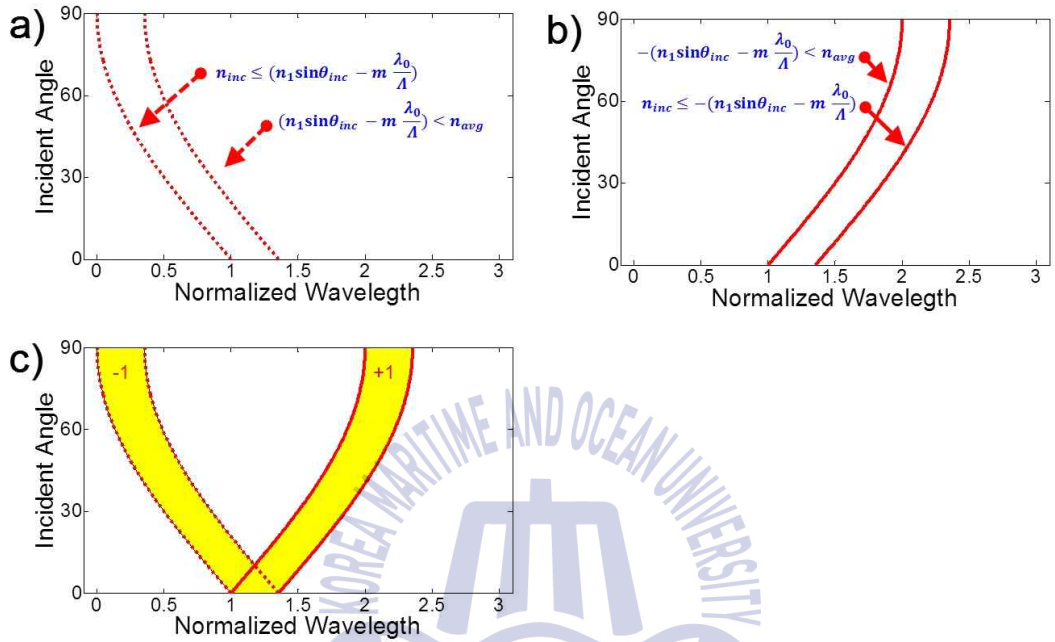 a)
Incident Angle
90
60
30
0
n_inc ≤ (n_1 sinθ_inc − m λ_0/Λ)
(n_1 sinθ_inc − m λ_0/Λ) < n_avg
0 0.5 1 1.5 2 2.5 3
Normalized Wavelegth
b)
Incident Angle
90
60
30
0
−(n_1 sinθ_inc − m λ_0/Λ) < n_avg
n_inc ≤ −(n_1 sinθ_inc − m λ_0/Λ)
0 0.5 1 1.5 2 2.5 3
Normalized Wavelegth
c)
Incident Angle
90
60
30
0
-1
+1
0 0.5 1 1.5 2 2.5 3
Normalized Wavelegth
KOREA MARITIME AND OCEAN UNIVERSITY